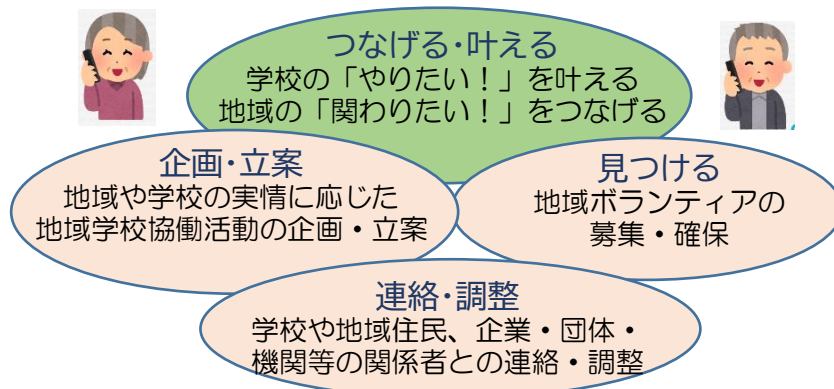 つなげる・叶える
学校の「やりたい！」を叶える
地域の「関わりたい！」をつなげる
企画・立案
地域や学校の実情に応じた
地域学校協働活動の企画・立案
見つける
地域ボランティアの
募集・確保
連絡・調整
学校や地域住民、企業・団体・
機関等の関係者との連絡・調整